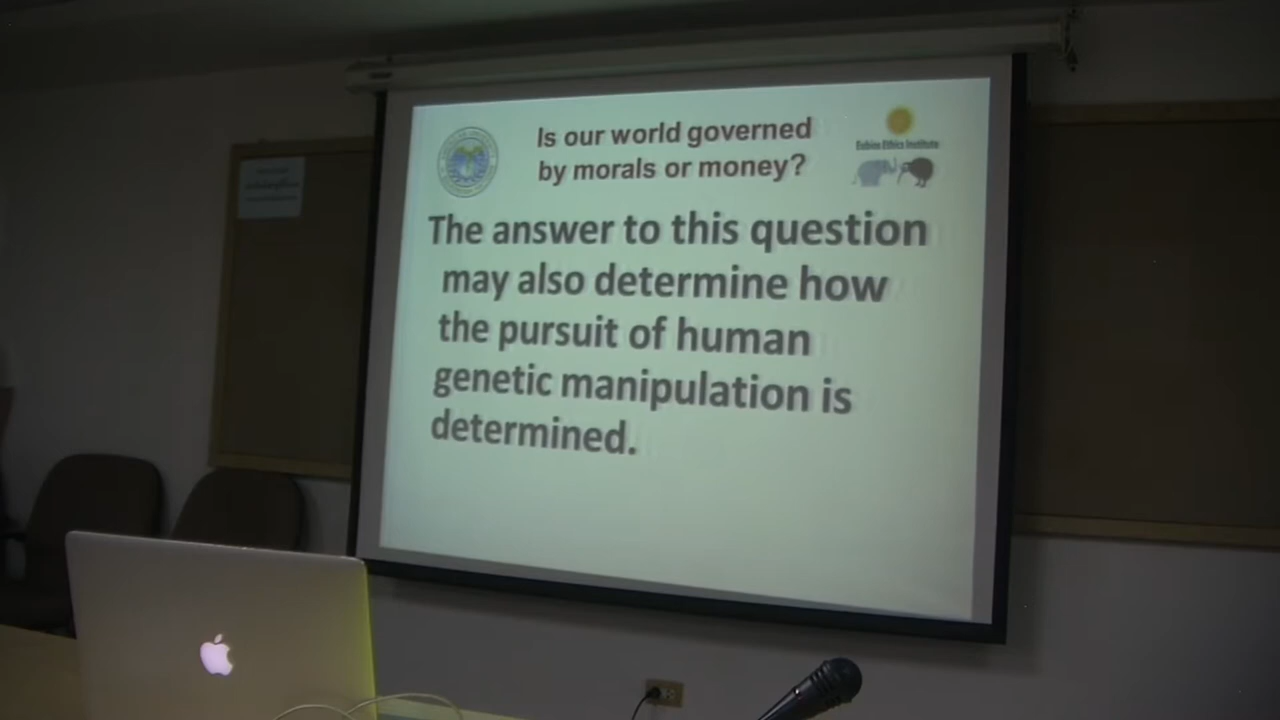 Is our world governed
by morals or money?
Eubios Ethics Institute
The answer to this question
may also determine how
the pursuit of human
genetic manipulation is
determined.